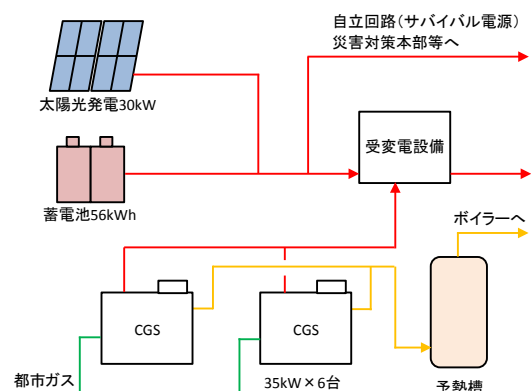 自立回路(サバイバル電源)
災害対策本部等へ
太陽光発電30kW
受変電設備
蓄電池56kWh
ボイラーへ
CGS
CGS
都市ガス
35kW×6台
予熱槽